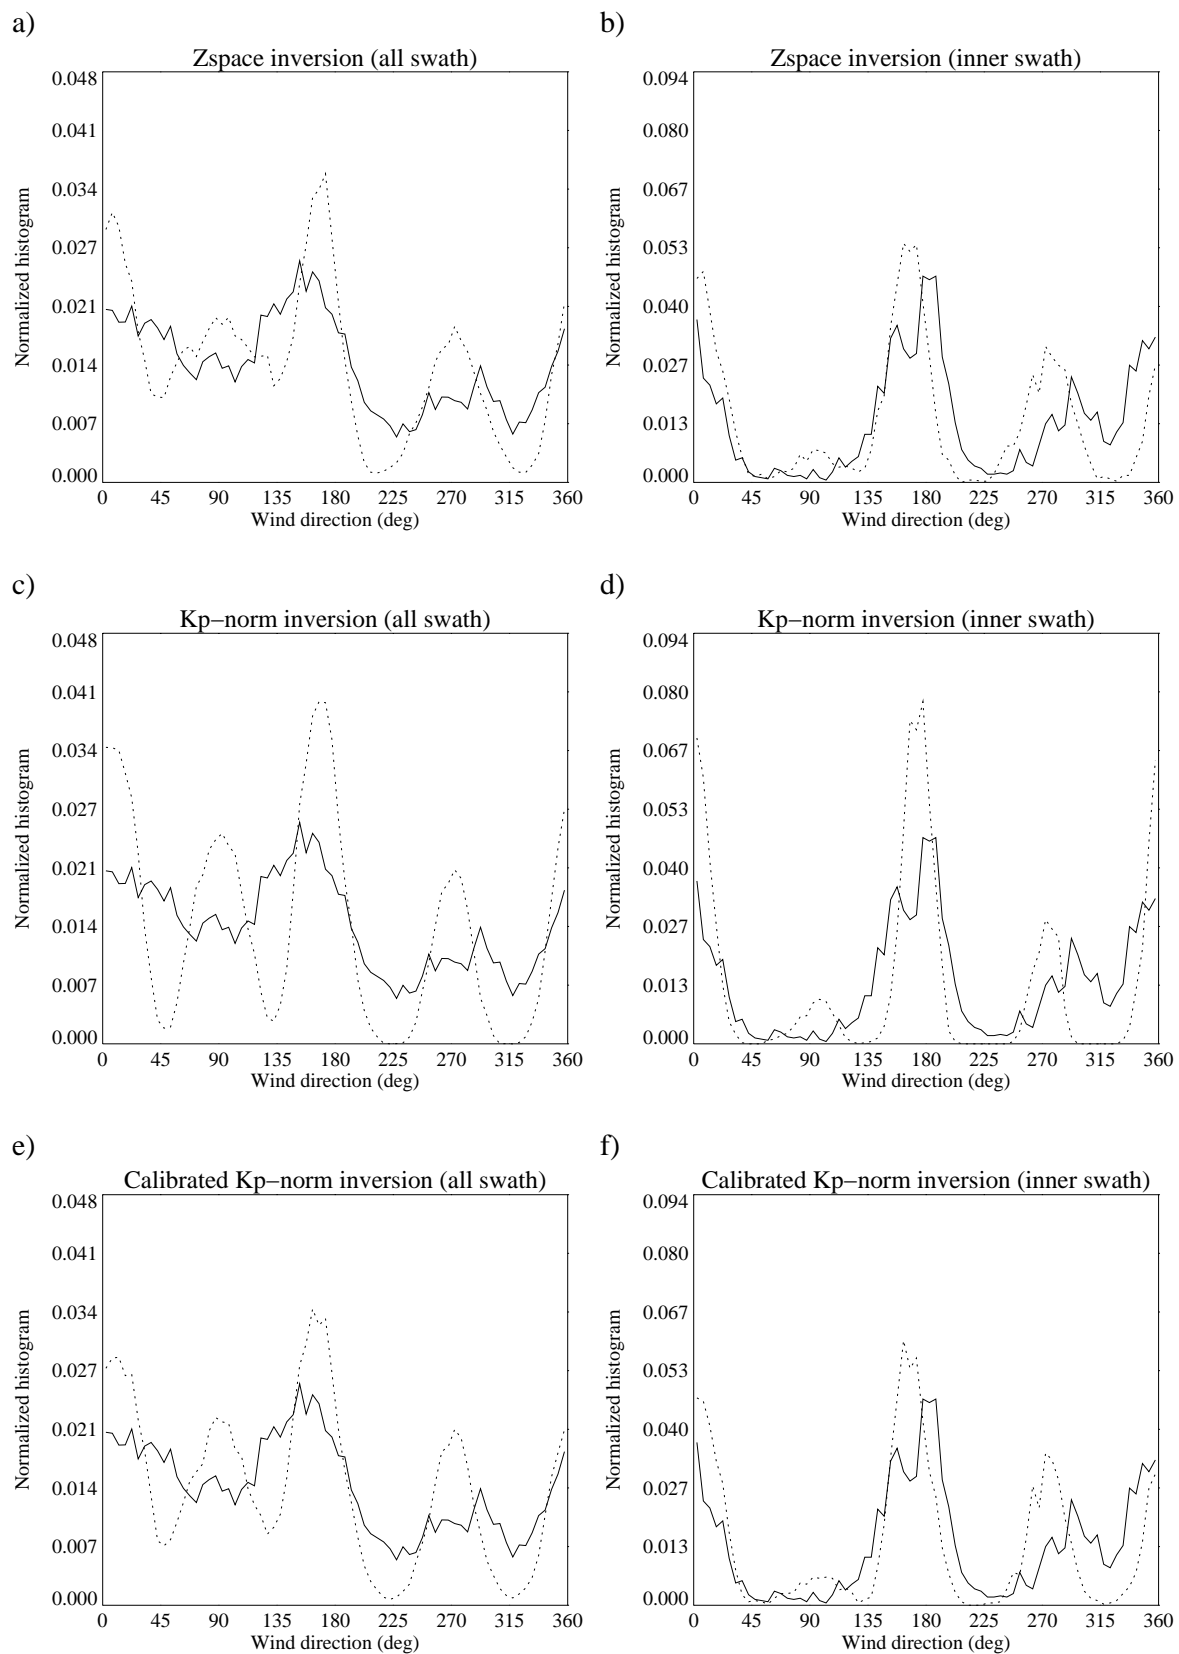 a)
Zspace inversion (all swath)
0.048
0.041
0.034
0.027
0.021
0.014
0.007
0.000
Normalized histogram
0 45 90 135 180 225 270 315 360
Wind direction (deg)
b)
Zspace inversion (inner swath)
0.094
0.080
0.067
0.053
0.040
0.027
0.013
0.000
Normalized histogram
0 45 90 135 180 225 270 315 360
Wind direction (deg)
c)
Kp−norm inversion (all swath)
0.048
0.041
0.034
0.027
0.021
0.014
0.007
0.000
Normalized histogram
0 45 90 135 180 225 270 315 360
Wind direction (deg)
d)
Kp−norm inversion (inner swath)
0.094
0.080
0.067
0.053
0.040
0.027
0.013
0.000
Normalized histogram
0 45 90 135 180 225 270 315 360
Wind direction (deg)
e)
Calibrated Kp−norm inversion (all swath)
0.048
0.041
0.034
0.027
0.021
0.014
0.007
0.000
Normalized histogram
0 45 90 135 180 225 270 315 360
Wind direction (deg)
f)
Calibrated Kp−norm inversion (inner swath)
0.094
0.080
0.067
0.053
0.040
0.027
0.013
0.000
Normalized histogram
0 45 90 135 180 225 270 315 360
Wind direction (deg)